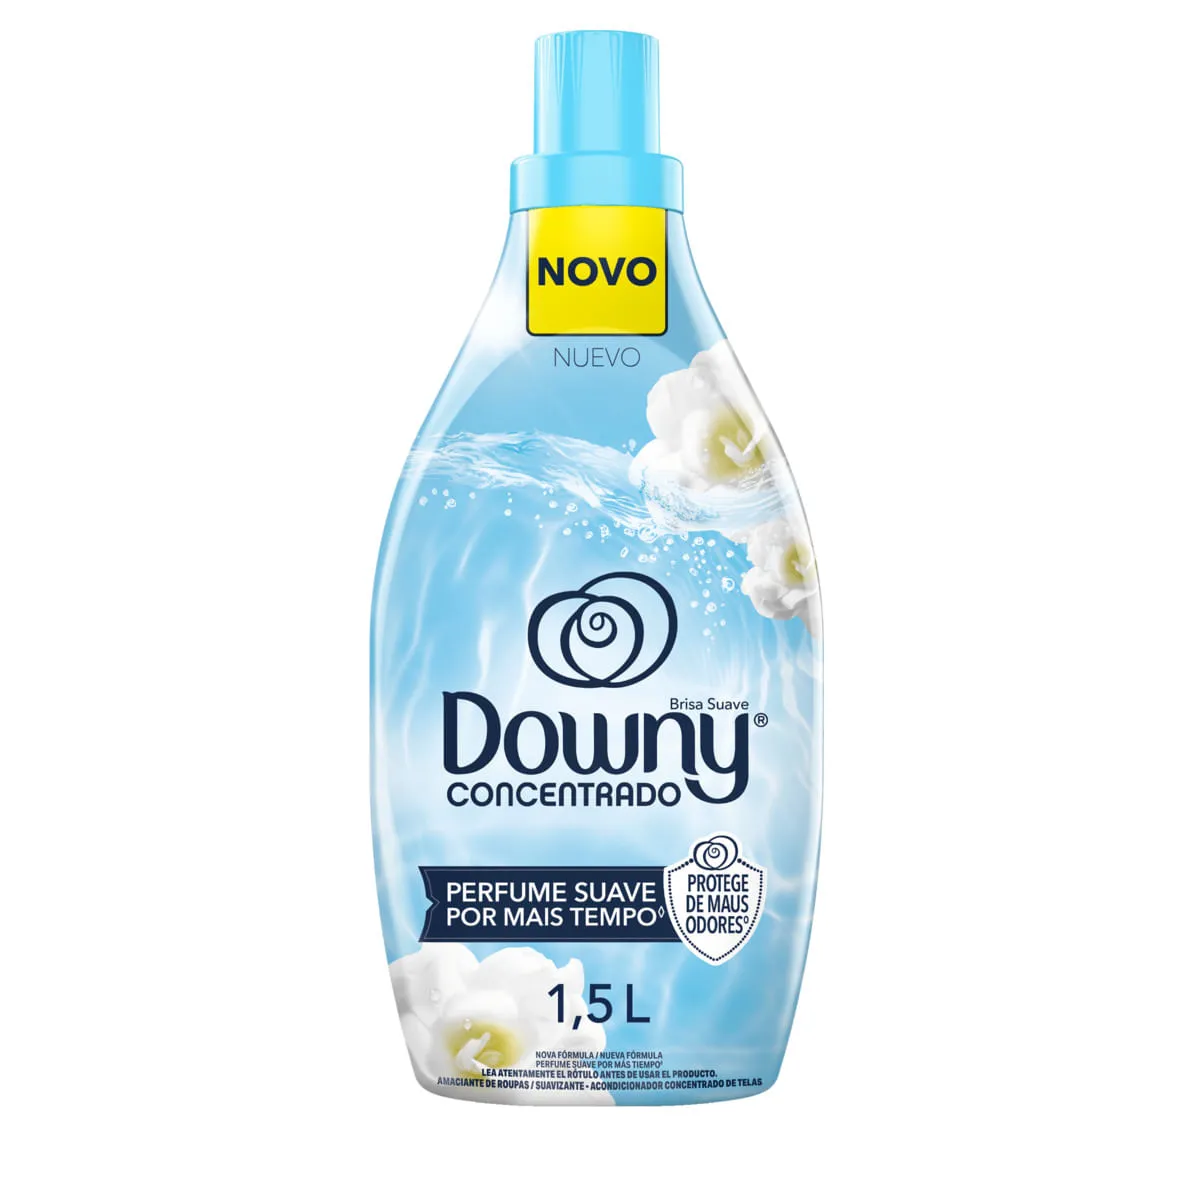 NOVO
NUEVO
Brisa Suave
Downy®
CONCENTRADO
PERFUME SUAVE
POR MAIS TEMPO◊
PROTEGE
DE MAUS
ODORES◊
1,5 L
NOVA FÓRMULA / NUEVA FÓRMULA
PERFUME SUAVE POR MÁS TIEMPO◊
LEA ATENTAMENTE EL RÓTULO ANTES DE USAR EL PRODUCTO.
AMACIANTE DE ROUPAS / SUAVIZANTE - ACONDICIONADOR CONCENTRADO DE TELAS